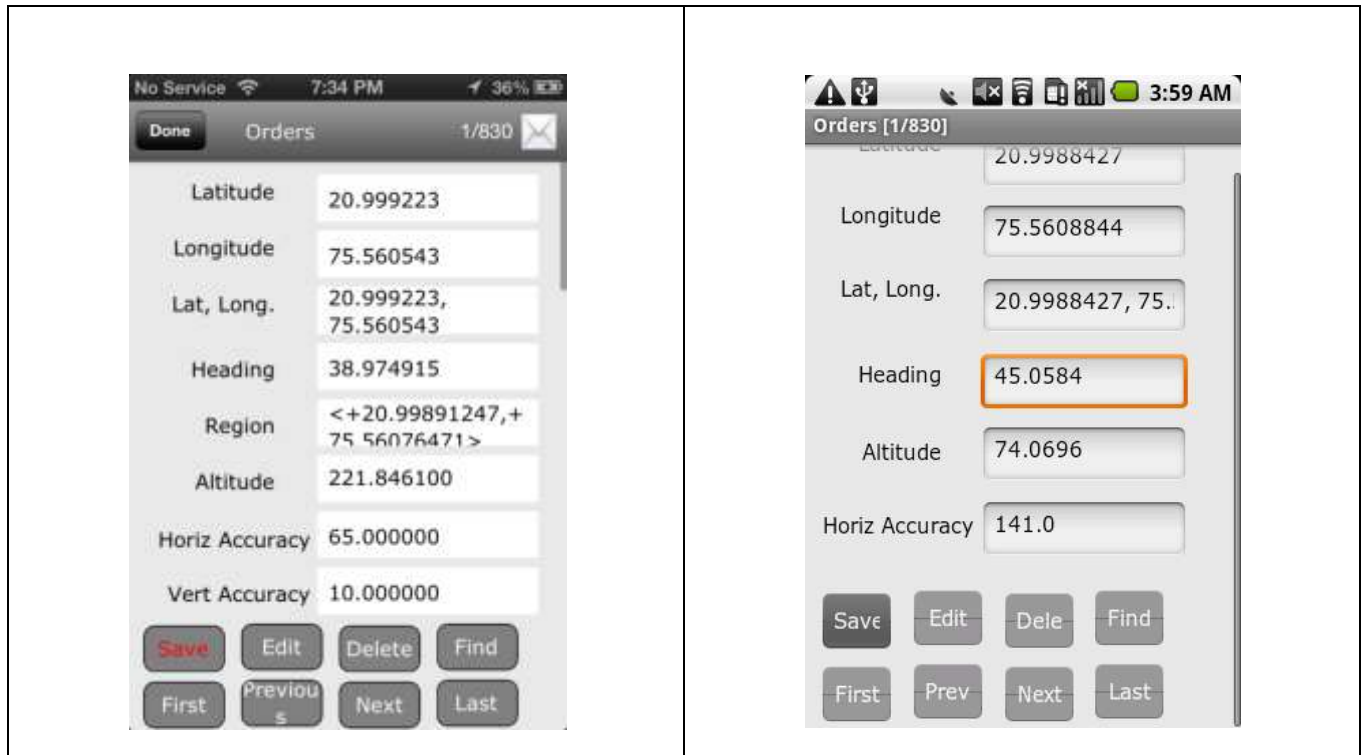 No Service 7:34 PM 36%
Done Orders 1/830
Latitude 20.999223
Longitude 75.560543
Lat, Long. 20.999223,
75.560543
Heading 38.974915
Region <+20.99891247,+
75.56076471>
Altitude 221.846100
Horiz Accuracy 65.000000
Vert Accuracy 10.000000
Save Edit Delete Find
First Previou Next Last
s
3:59 AM
Orders [1/830]
Latitude 20.9988427
Longitude 75.5608844
Lat, Long. 20.9988427, 75.
Heading 45.0584
Altitude 74.0696
Horiz Accuracy 141.0
Save Edit Dele Find
First Prev Next Last